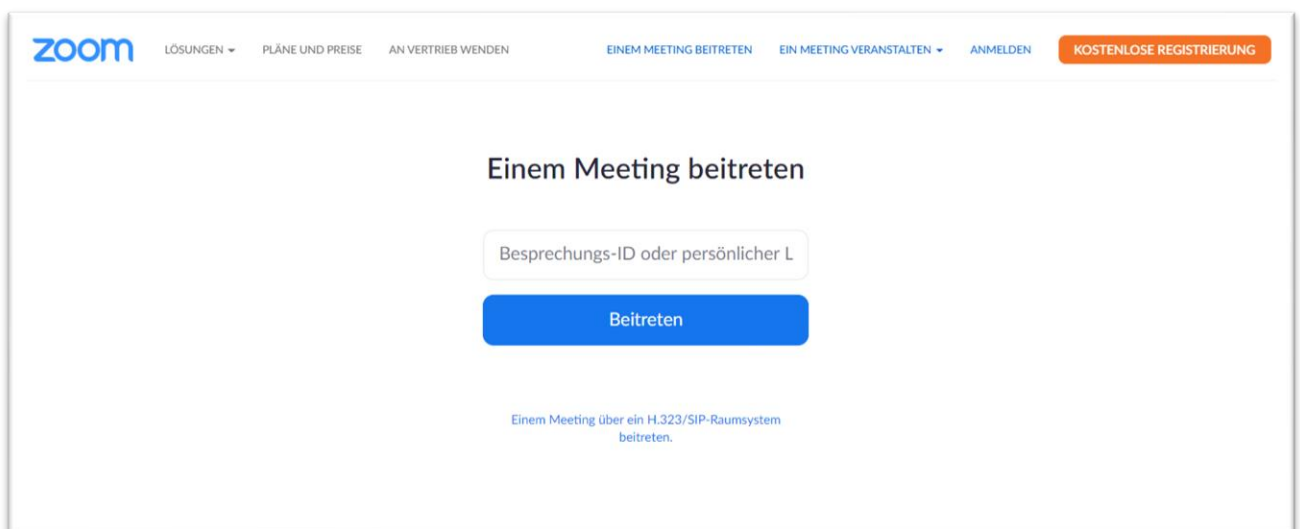 zoom LÖSUNGEN PLÄNE UND PREISE AN VERTRIEB WENDEN EINEM MEETING BEITRETEN EIN MEETING VERANSTALTEN ANMELDEN KOSTENLOSE REGISTRIERUNG
Einem Meeting beitreten
Besprechungs-ID oder persönlicher L
Beitreten
Einem Meeting über ein H.323/SIP-Raumsystem
beitreten.